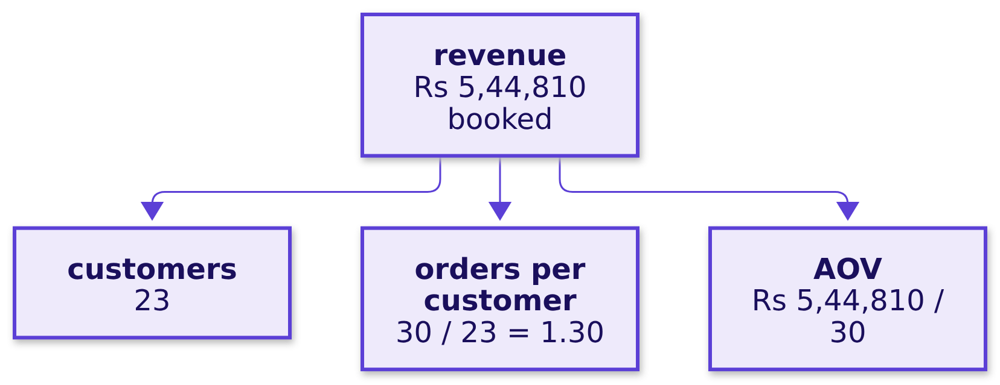 revenue
Rs 5,44,810
booked
customers
23
orders per
customer
30 / 23 = 1.30
AOV
Rs 5,44,810 /
30